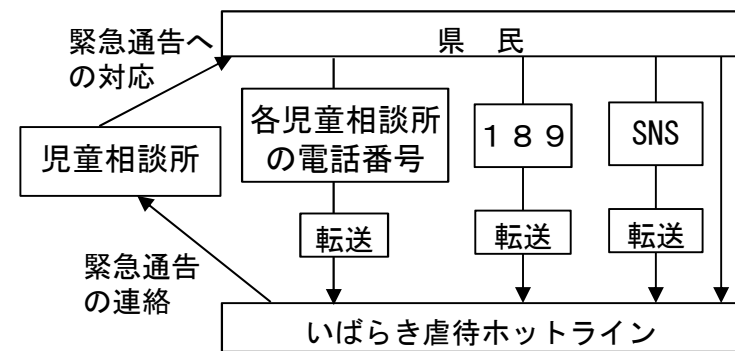 県 民
緊急通告へ
の対応
各児童相談所
の電話番号
１８９
SNS
児童相談所
転送
転送
転送
緊急通告
の連絡
いばらき虐待ホットライン